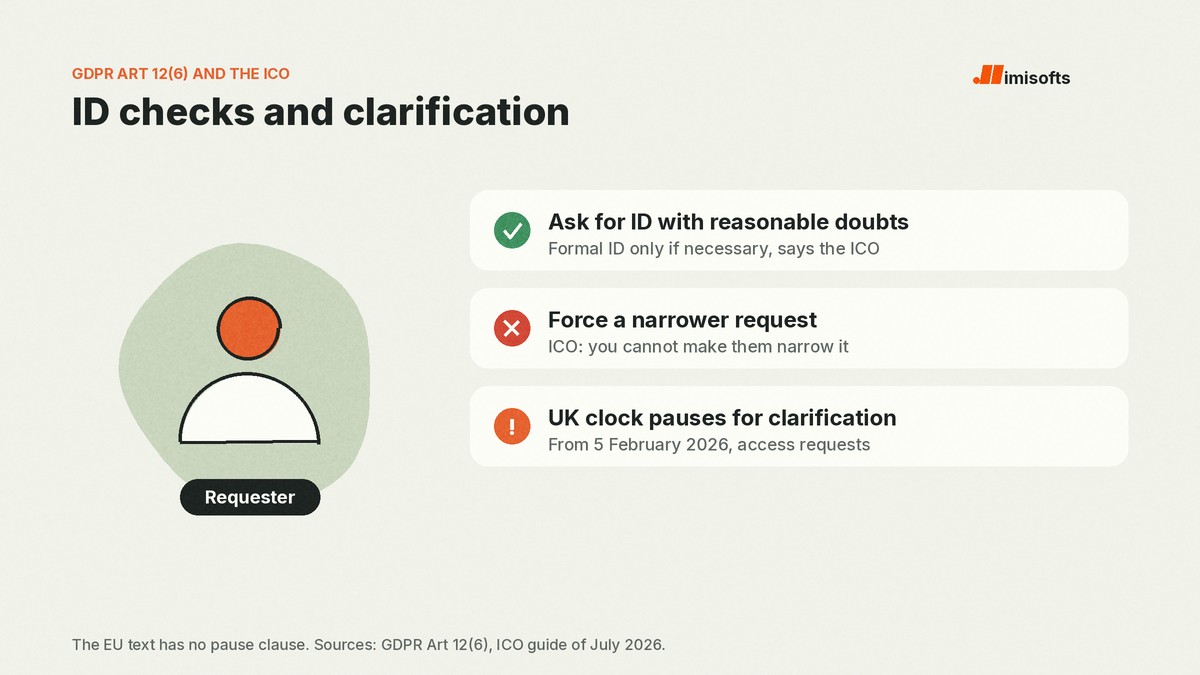 GDPR ART 12(6) AND THE ICO
imisofts
ID checks and clarification
Ask for ID with reasonable doubts
Formal ID only if necessary, says the ICO
Force a narrower request
ICO: you cannot make them narrow it
UK clock pauses for clarification
From 5 February 2026, access requests
Requester
The EU text has no pause clause. Sources: GDPR Art 12(6), ICO guide of July 2026.